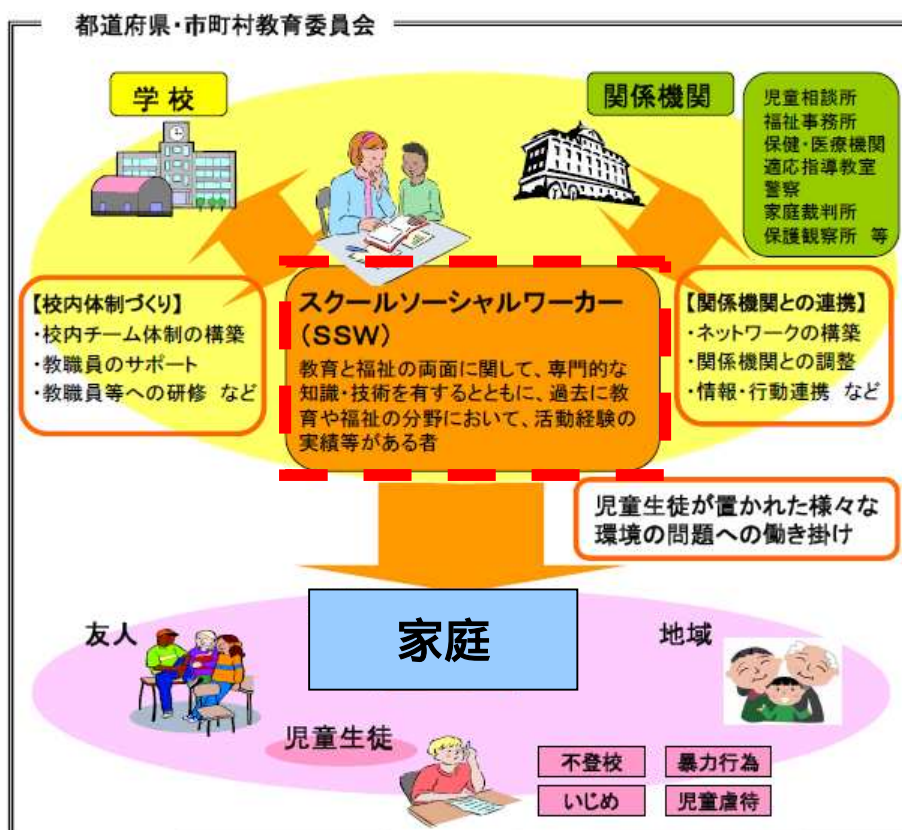 都道府県・市町村教育委員会
学校
関係機関
児童相談所
福祉事務所
保健・医療機関
適応指導教室
警察
家庭裁判所
保護観察所 等
【校内体制づくり】
・校内チーム体制の構築
・教職員のサポート
・教職員等への研修 など
スクールソーシャルワーカー
(SSW)
教育と福祉の両面に関して、専門的な
知識・技術を有するとともに、過去に教
育や福祉の分野において、活動経験の
実績等がある者
【関係機関との連携】
・ネットワークの構築
・関係機関との調整
・情報・行動連携 など
児童生徒が置かれた様々な
環境の問題への働き掛け
友人
家庭
地域
児童生徒
不登校
暴力行為
いじめ
児童虐待